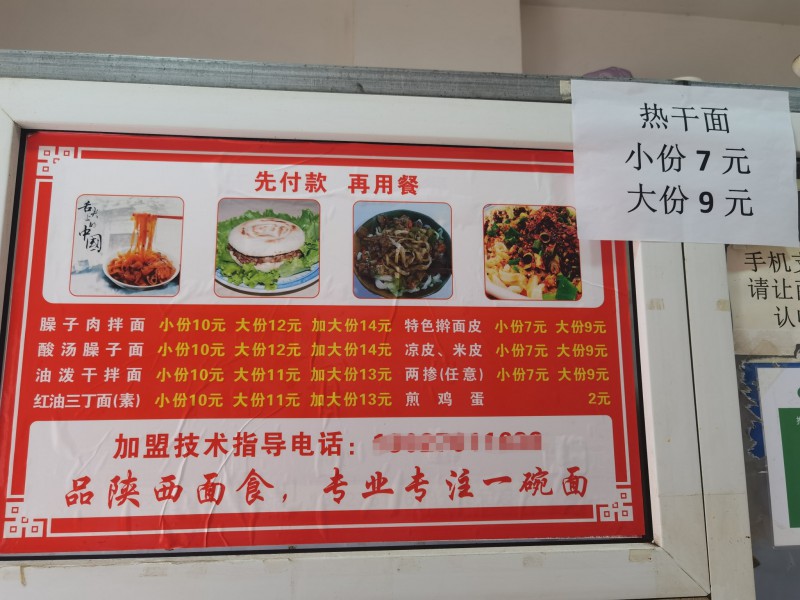 热干面
小份7元
大份9元
先付款 再用餐
舌尖上的
中国
臊子肉拌面 小份10元 大份12元 加大份14元 特色擀面皮 小份7元 大份9元
酸汤臊子面 小份10元 大份12元 加大份14元 凉皮、米皮 小份7元 大份9元
油泼干拌面 小份10元 大份11元 加大份13元 两掺(任意) 小份7元 大份9元
红油三丁面(素) 小份10元 大份11元 加大份13元 煎鸡蛋 2元
加盟技术指导电话:
品陕西面食,专业专注一碗面
手机
请让
认